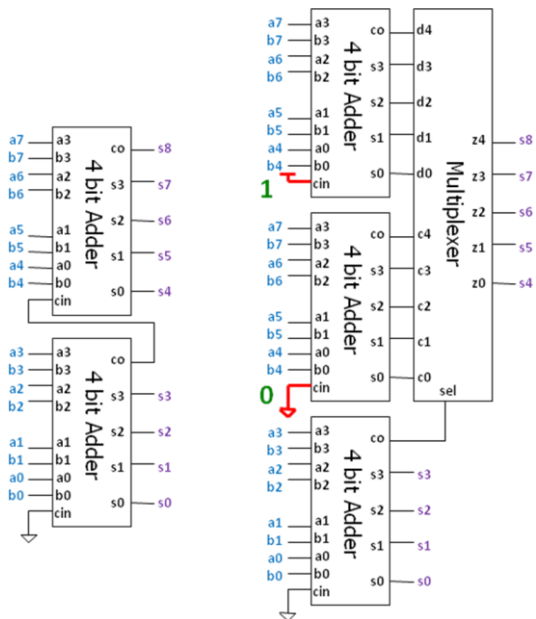 a7 a3 co s8
b7 b3
a6 a2 s3 s7
b6 b2
s2 s6
a5 a1
b5 b1 s1 s5
a4 a0
b4 b0 s0 s4
cin
4 bit Adder
a3 a3 co
b3 b3
a2 a2 s3 s3
b2 b2
s2 s2
a1 a1
b1 b1 s1 s1
a0 a0
b0 b0 s0 s0
cin
4 bit Adder
a7 a3 co d4
b7 b3
a6 a2 s3 d3
b6 b2
s2 d2
a5 a1
b5 b1 s1 d1
a4 a0
b4 b0 s0 d0
1 cin
4 bit Adder
a7 a3 co c4
b7 b3
a6 a2 s3 c3
b6 b2
s2 c2
a5 a1
b5 b1 s1 c1
a4 a0
b4 b0 s0 c0
0 cin
4 bit Adder
Multiplexer
z4 s8
z3 s7
z2 s6
z1 s5
z0 s4
sel
a3 a3 co
b3 b3
a2 a2 s3 s3
b2 b2
s2 s2
a1 a1
b1 b1 s1 s1
a0 a0
b0 b0 s0 s0
cin
4 bit Adder